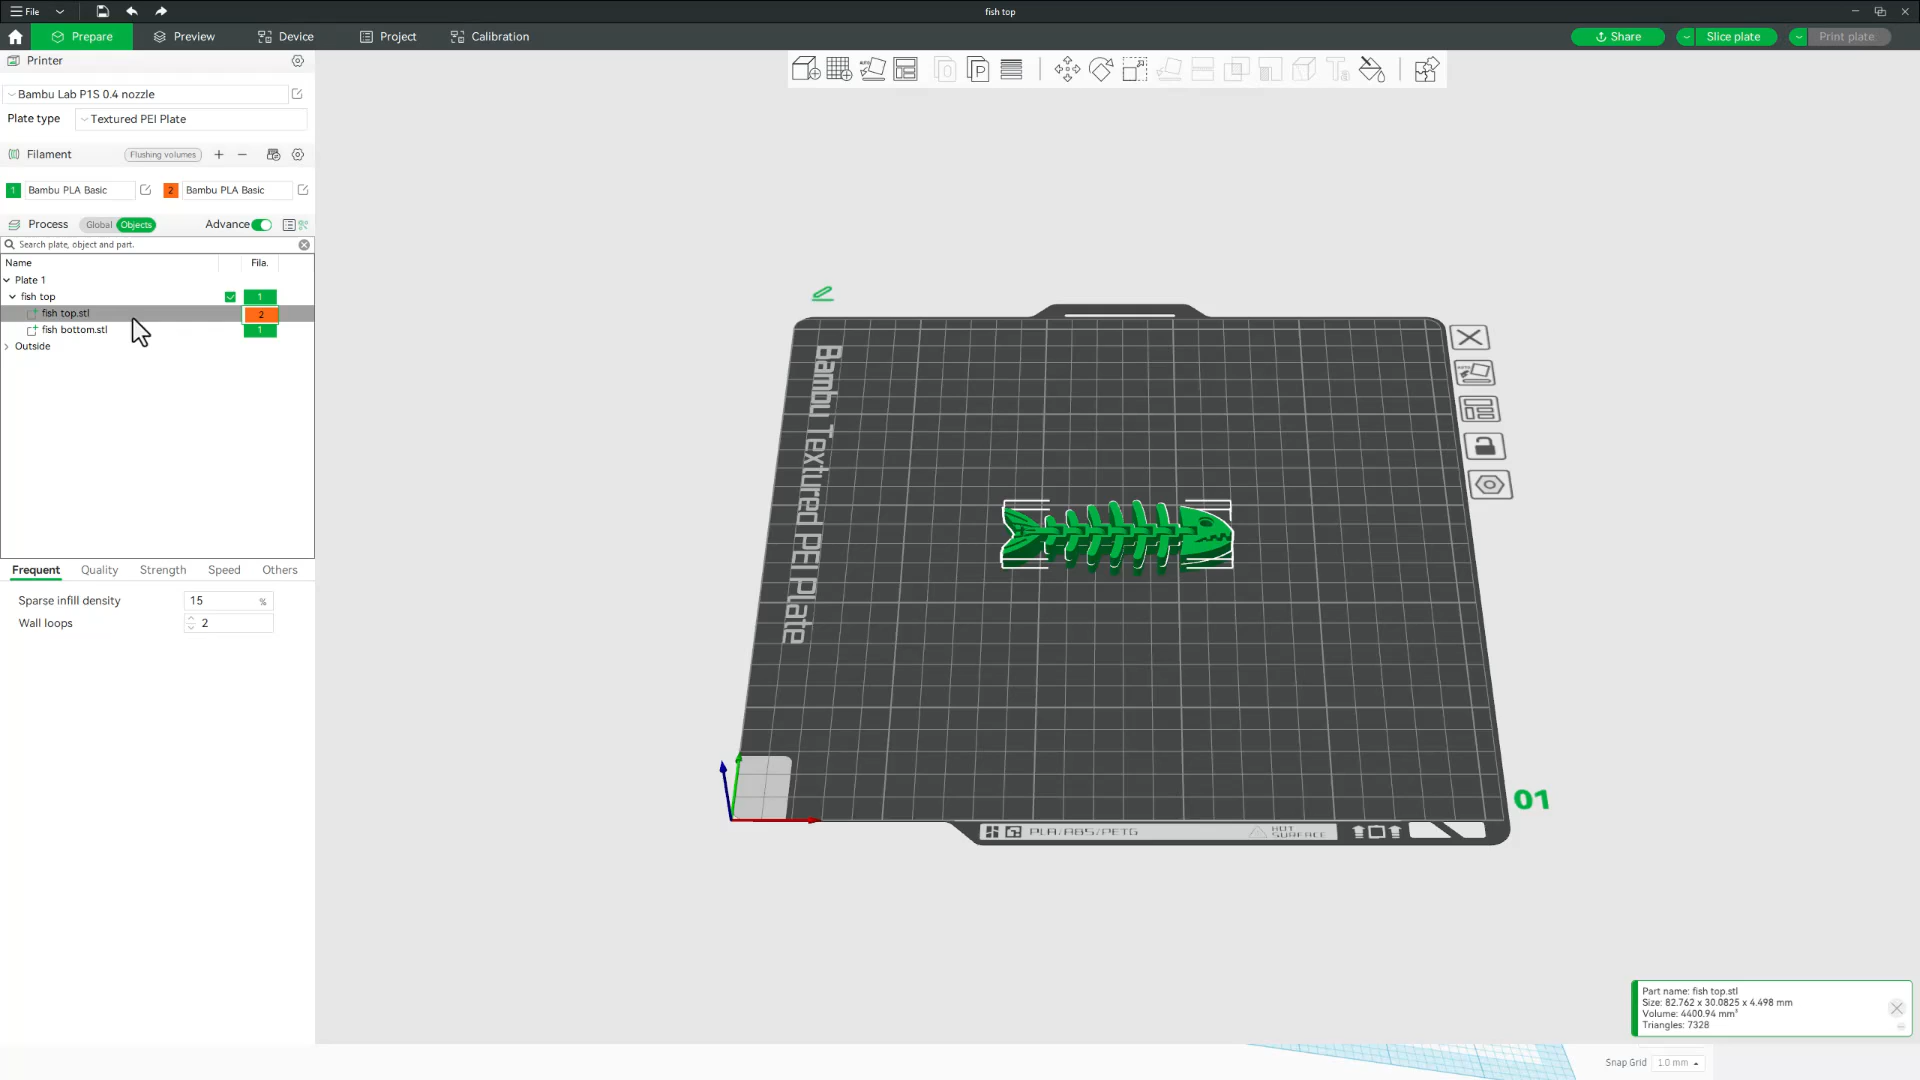 File
fish top
Prepare
Preview
Device
Project
Calibration
Share
Slice plate
Print plate
Printer
Bambu Lab P1S 0.4 nozzle
Plate type
Textured PEI Plate
Filament
Flushing volumes
1
Bambu PLA Basic
2
Bambu PLA Basic
Process
Global
Objects
Advance
Search plate, object and part.
Name
Fila.
Plate 1
fish top
1
fish top.stl
2
fish bottom.stl
1
Outside
Frequent
Quality
Strength
Speed
Others
Sparse infill density
15
%
Wall loops
2
Bambu Textured PEI Plate
01
PLA/ABS/PETG
HOT
SURFACE
Part name: fish top.stl
Size: 82.762 x 30.0825 x 4.498 mm
Volume: 4400.94 mm³
Triangles: 7328
Snap Grid
1.0 mm